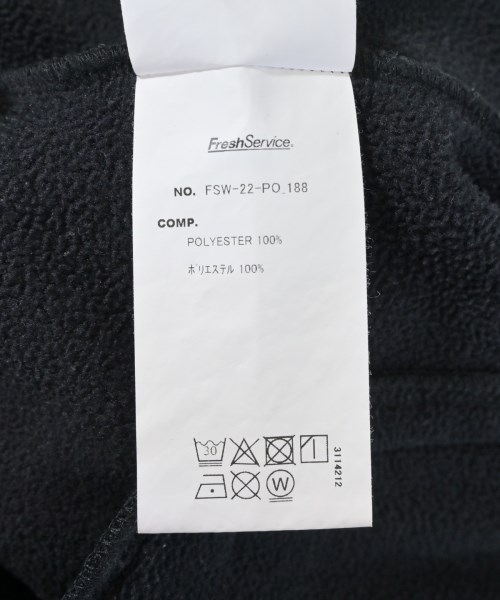 FreshService®
NO. FSW-22-PO_188
COMP.
POLYESTER 100%
ポリエステル 100%
30
W
3114212